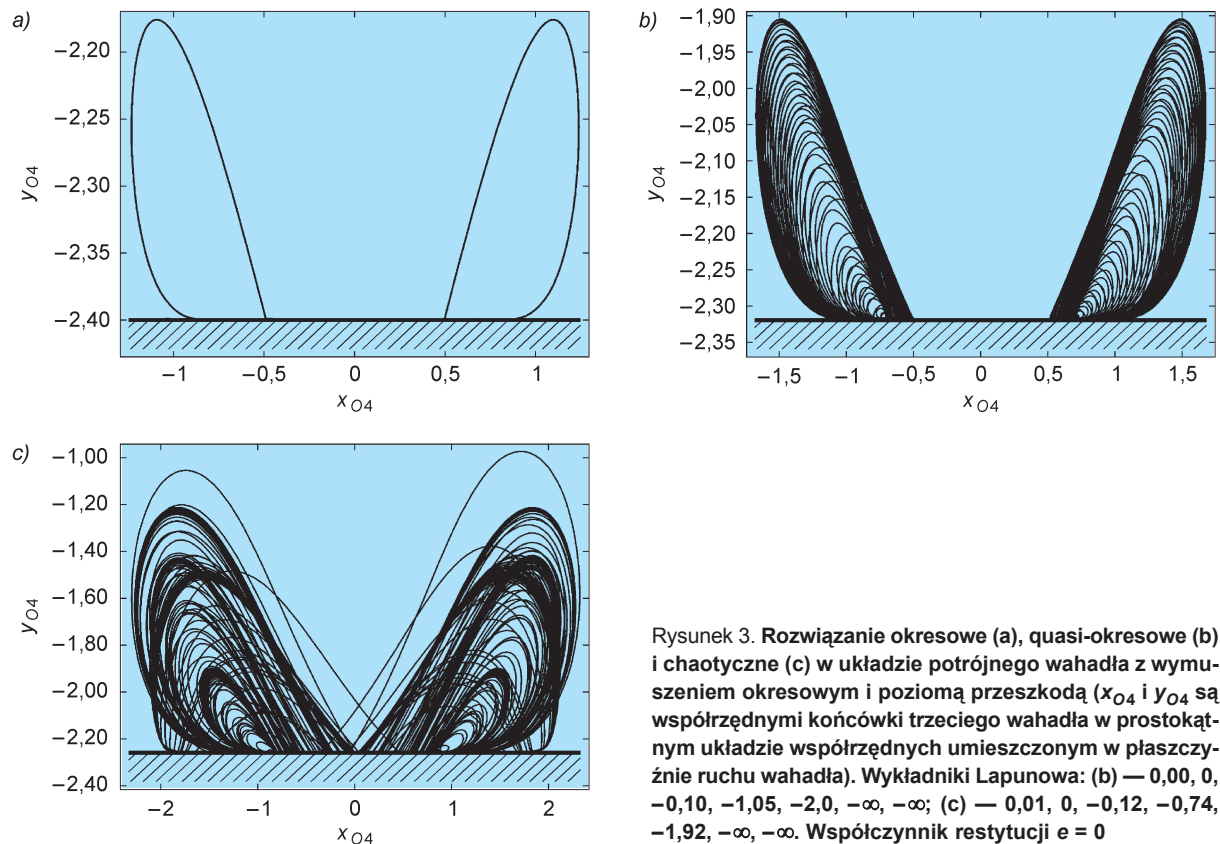 a)
−2,20
−2,25
−2,30
−2,35
−2,40
yO4
−1
−0,5
0
0,5
1
xO4
b)
−1,90
−1,95
−2,00
−2,05
−2,10
−2,15
−2,20
−2,25
−2,30
−2,35
yO4
−1,5
−1
−0,5
0
0,5
1
1,5
xO4
c)
−1,00
−1,20
−1,40
−1,60
−1,80
−2,00
−2,20
−2,40
yO4
−2
−1
0
1
2
xO4
Rysunek 3. Rozwiązanie okresowe (a), quasi-okresowe (b)
i chaotyczne (c) w układzie potrójnego wahadła z wymu-
szeniem okresowym i poziomą przeszkodą (xO4 i yO4 są
współrzędnymi końcówki trzeciego wahadła w prostokąt-
nym układzie współrzędnych umieszczonym w płaszczy-
źnie ruchu wahadła). Wykładniki Lapunowa: (b) — 0,00, 0,
−0,10, −1,05, −2,0, −∞, −∞; (c) — 0,01, 0, −0,12, −0,74,
−1,92, −∞, −∞. Współczynnik restytucji e = 0